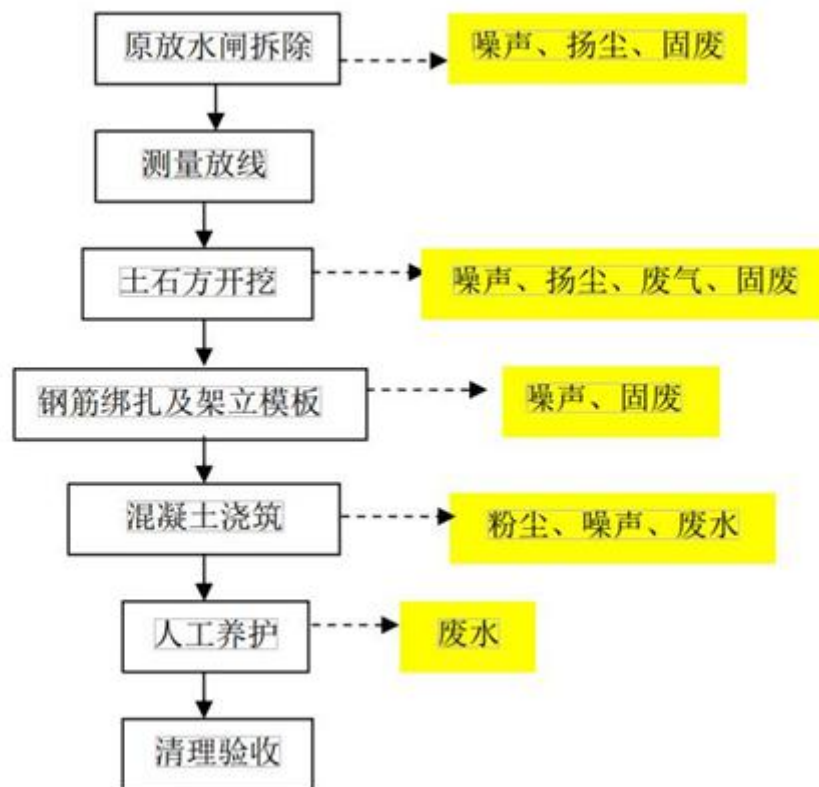 原放水闸拆除
噪声、扬尘、固废
测量放线
土石方开挖
噪声、扬尘、废气、固废
钢筋绑扎及架立模板
噪声、固废
混凝土浇筑
粉尘、噪声、废水
人工养护
废水
清理验收